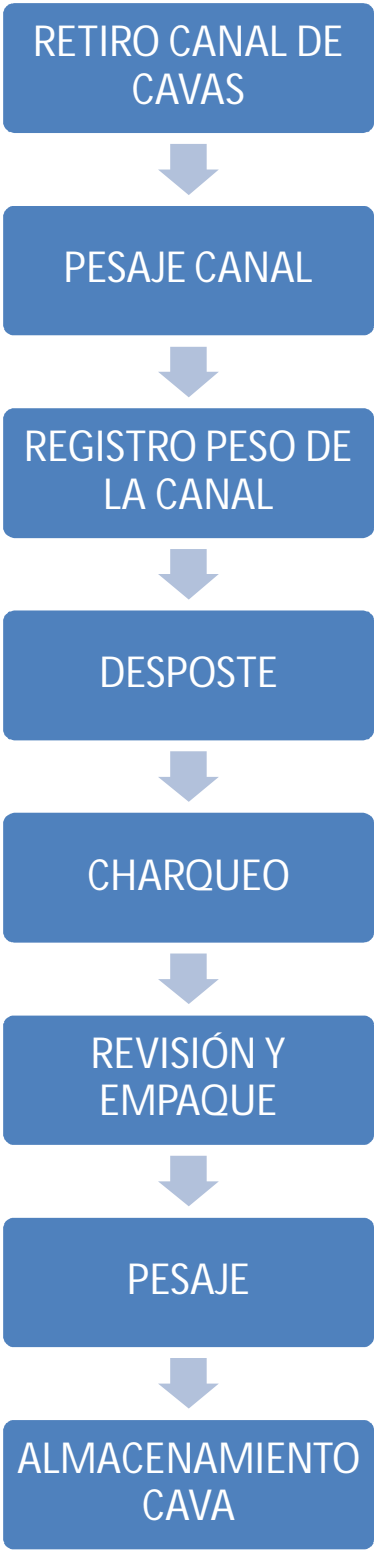 RETIRO CANAL DE
CAVAS
PESAJE CANAL
REGISTRO PESO DE
LA CANAL
DESPOSTE
CHARQUEO
REVISIÓN Y
EMPAQUE
PESAJE
ALMACENAMIENTO
CAVA